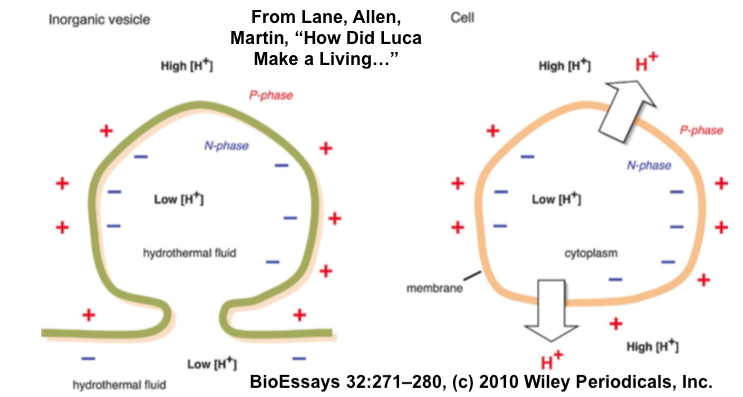 Inorganic vesicle
From Lane, Allen,
Martin, “How Did Luca
Make a Living…”
Cell
High [H+]
P-phase
+
N-phase
−
+
−
+
+
−
Low [H+]
−
+
−
+
hydrothermal fluid
−
+
+
+
−
Low [H+]
−
hydrothermal fluid
High [H+]
H+
+
P-phase
−
N-phase
+
−
Low [H+]
−
+
+
−
−
+
cytoplasm
−
membrane
−
+
+
High [H+]
H+
BioEssays 32:271–280, (c) 2010 Wiley Periodicals, Inc.